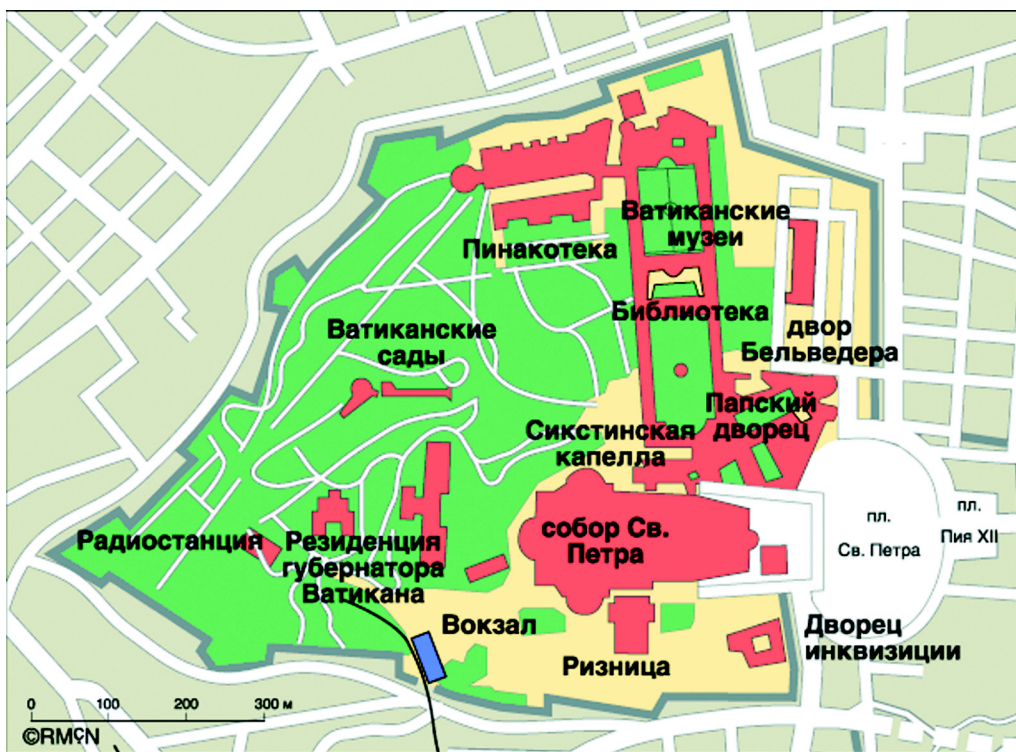 Ватиканские
музеи
Пинакотека
Библиотека
двор
Бельведера
Ватиканские
сады
Папский
дворец
Сикстинская
капелла
собор Св.
Петра
пл.
Св. Петра
пл.
Пия XII
Радиостанция
Резиденция
губернатора
Ватикана
Вокзал
Ризница
Дворец
инквизиции
0 100 200 300 м
©RMCN